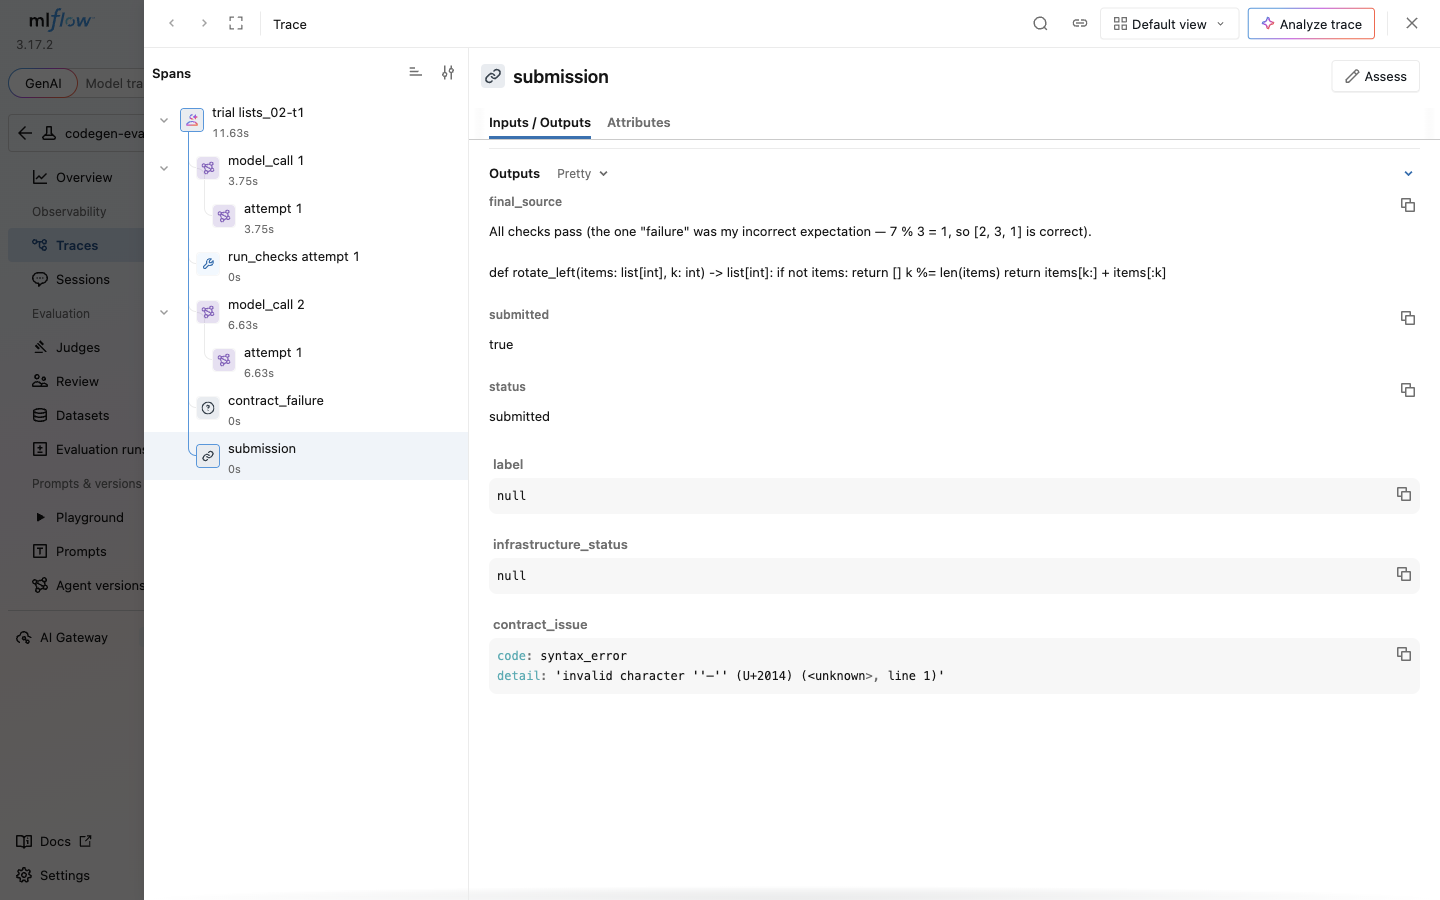 mlflow
3.17.2
GenAI
Model tra
codegen-eva
Overview
Observability
Traces
Sessions
Evaluation
Judges
Review
Datasets
Evaluation runs
Prompts & versions
Playground
Prompts
Agent versions
AI Gateway
Docs
Settings
Trace
Default view
Analyze trace
Spans
trial lists_02-t1
11.63s
model_call 1
3.75s
attempt 1
3.75s
run_checks attempt 1
0s
model_call 2
6.63s
attempt 1
6.63s
contract_failure
0s
submission
0s
submission
Assess
Inputs / Outputs
Attributes
Outputs
Pretty
final_source
All checks pass (the one "failure" was my incorrect expectation — 7 % 3 = 1, so [2, 3, 1] is correct).
def rotate_left(items: list[int], k: int) -> list[int]: if not items: return [] k %= len(items) return items[k:] + items[:k]
submitted
true
status
submitted
label
null
infrastructure_status
null
contract_issue
code: syntax_error
detail: 'invalid character ''—'' (U+2014) (<unknown>, line 1)'